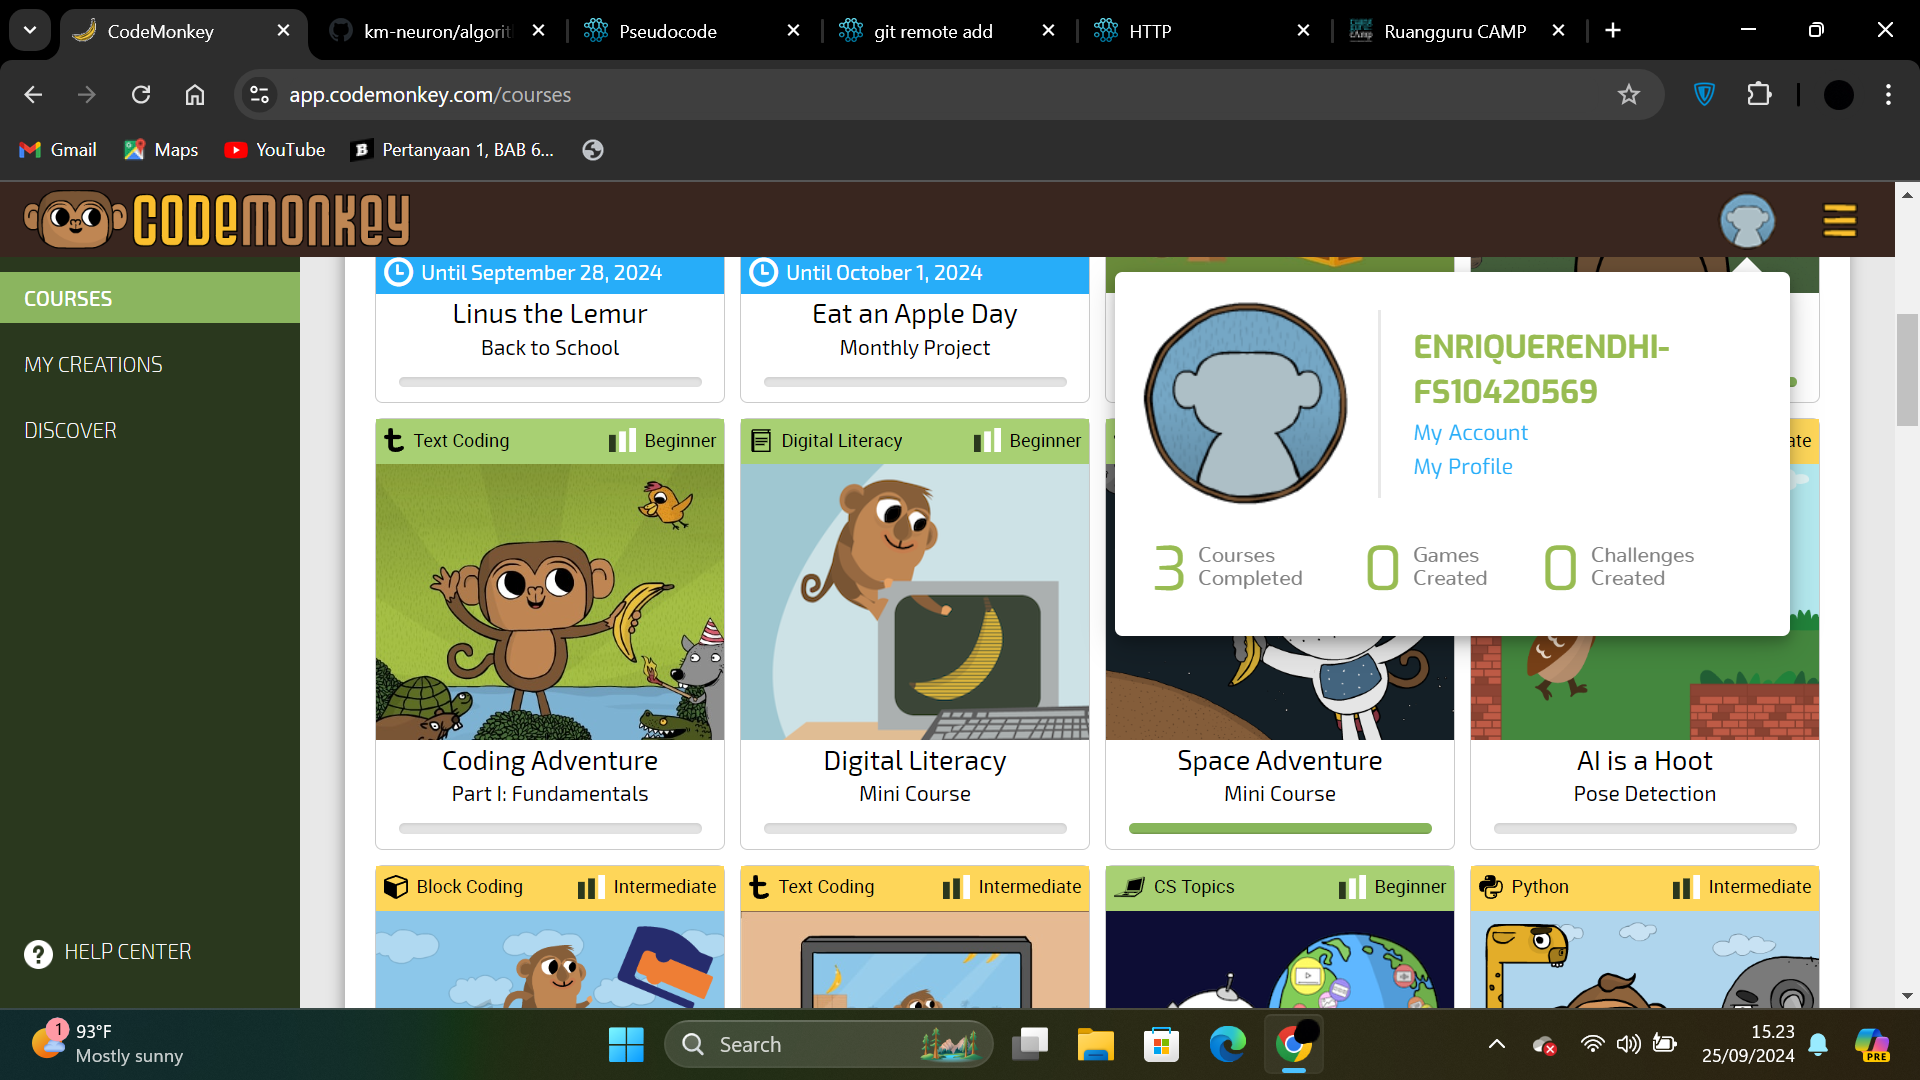 CodeMonkey
km-neuron/algorit
Pseudocode
git remote add
HTTP
Ruangguru CAMP
app.codemonkey.com/courses
Gmail
Maps
YouTube
Pertanyaan 1, BAB 6...
CODEMONKEY
COURSES
MY CREATIONS
DISCOVER
HELP CENTER
Until September 28, 2024
Linus the Lemur
Back to School
Until October 1, 2024
Eat an Apple Day
Monthly Project
ENRIQUERENDHI-
FS10420569
My Account
My Profile
3 Courses
Completed
0 Games
Created
0 Challenges
Created
Text Coding Beginner
Coding Adventure
Part I: Fundamentals
Digital Literacy Beginner
Digital Literacy
Mini Course
Space Adventure
Mini Course
ate
AI is a Hoot
Pose Detection
Block Coding Intermediate
Text Coding Intermediate
CS Topics Beginner
Python Intermediate
1
93°F
Mostly sunny
Search
15.23
25/09/2024
PRE